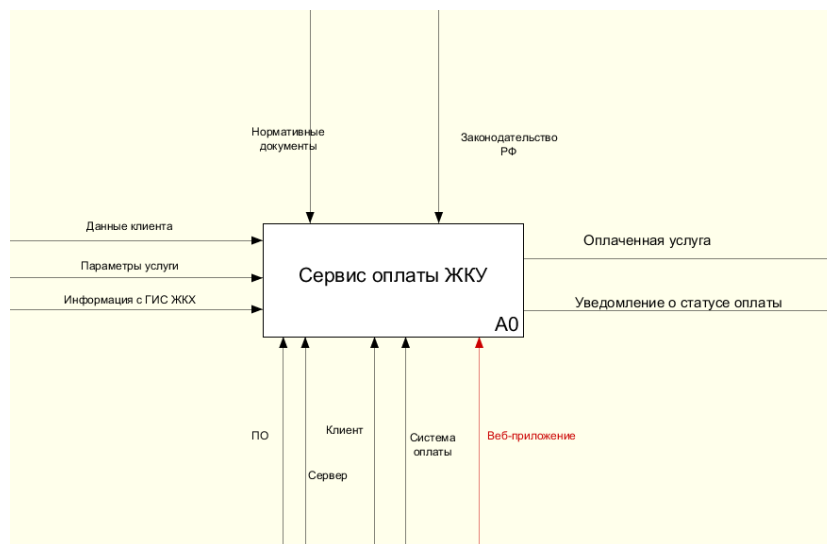 Нормативные
документы
Законодательство
РФ
Данные клиента
Параметры услуги
Информация с ГИС ЖКХ
Сервис оплаты ЖКУ
A0
Оплаченная услуга
Уведомление о статусе оплаты
ПО
Сервер
Клиент
Система
оплаты
Веб-приложение